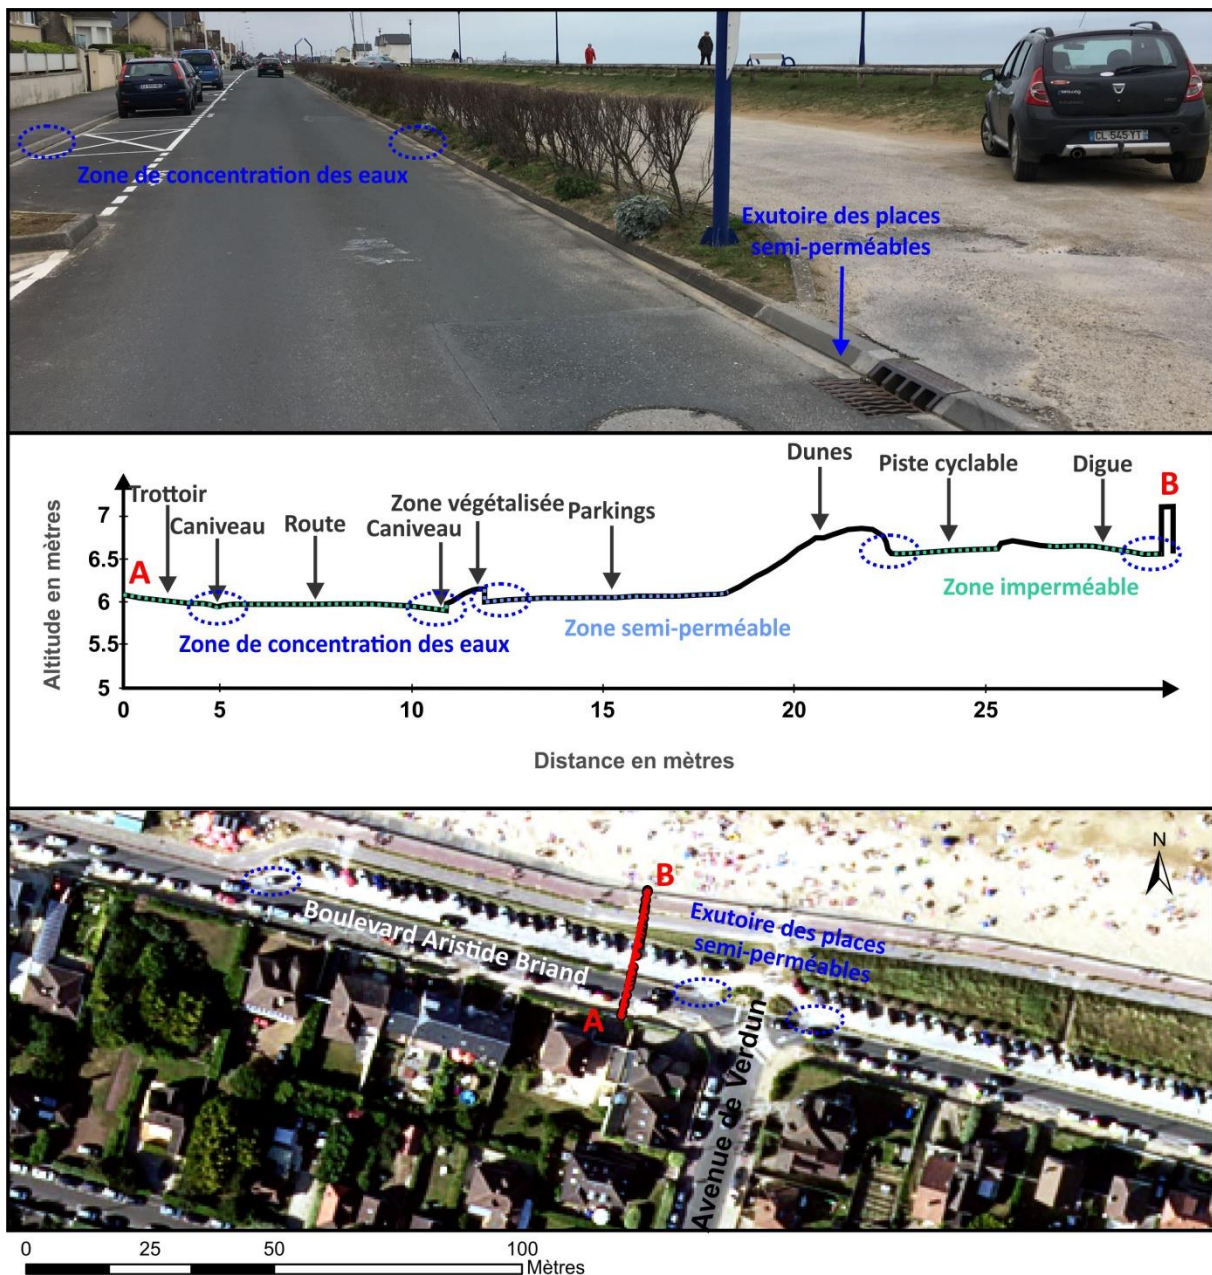 Zone de concentration des eaux
CL 545 YT
Exutoire des places
semi-perméables
Altitude en mètres
7
6.5
6
5.5
5
A
Trottoir
Caniveau
Route
Caniveau
Zone végétalisée
Parkings
Dunes
Piste cyclable
Digue
B
Zone de concentration des eaux
Zone semi-perméable
Zone imperméable
0 5 10 15 20 25
Distance en mètres
N
B
Boulevard Aristide Briand
Exutoire des places
semi-perméables
A
Avenue de Verdun
0 25 50 100
Mètres